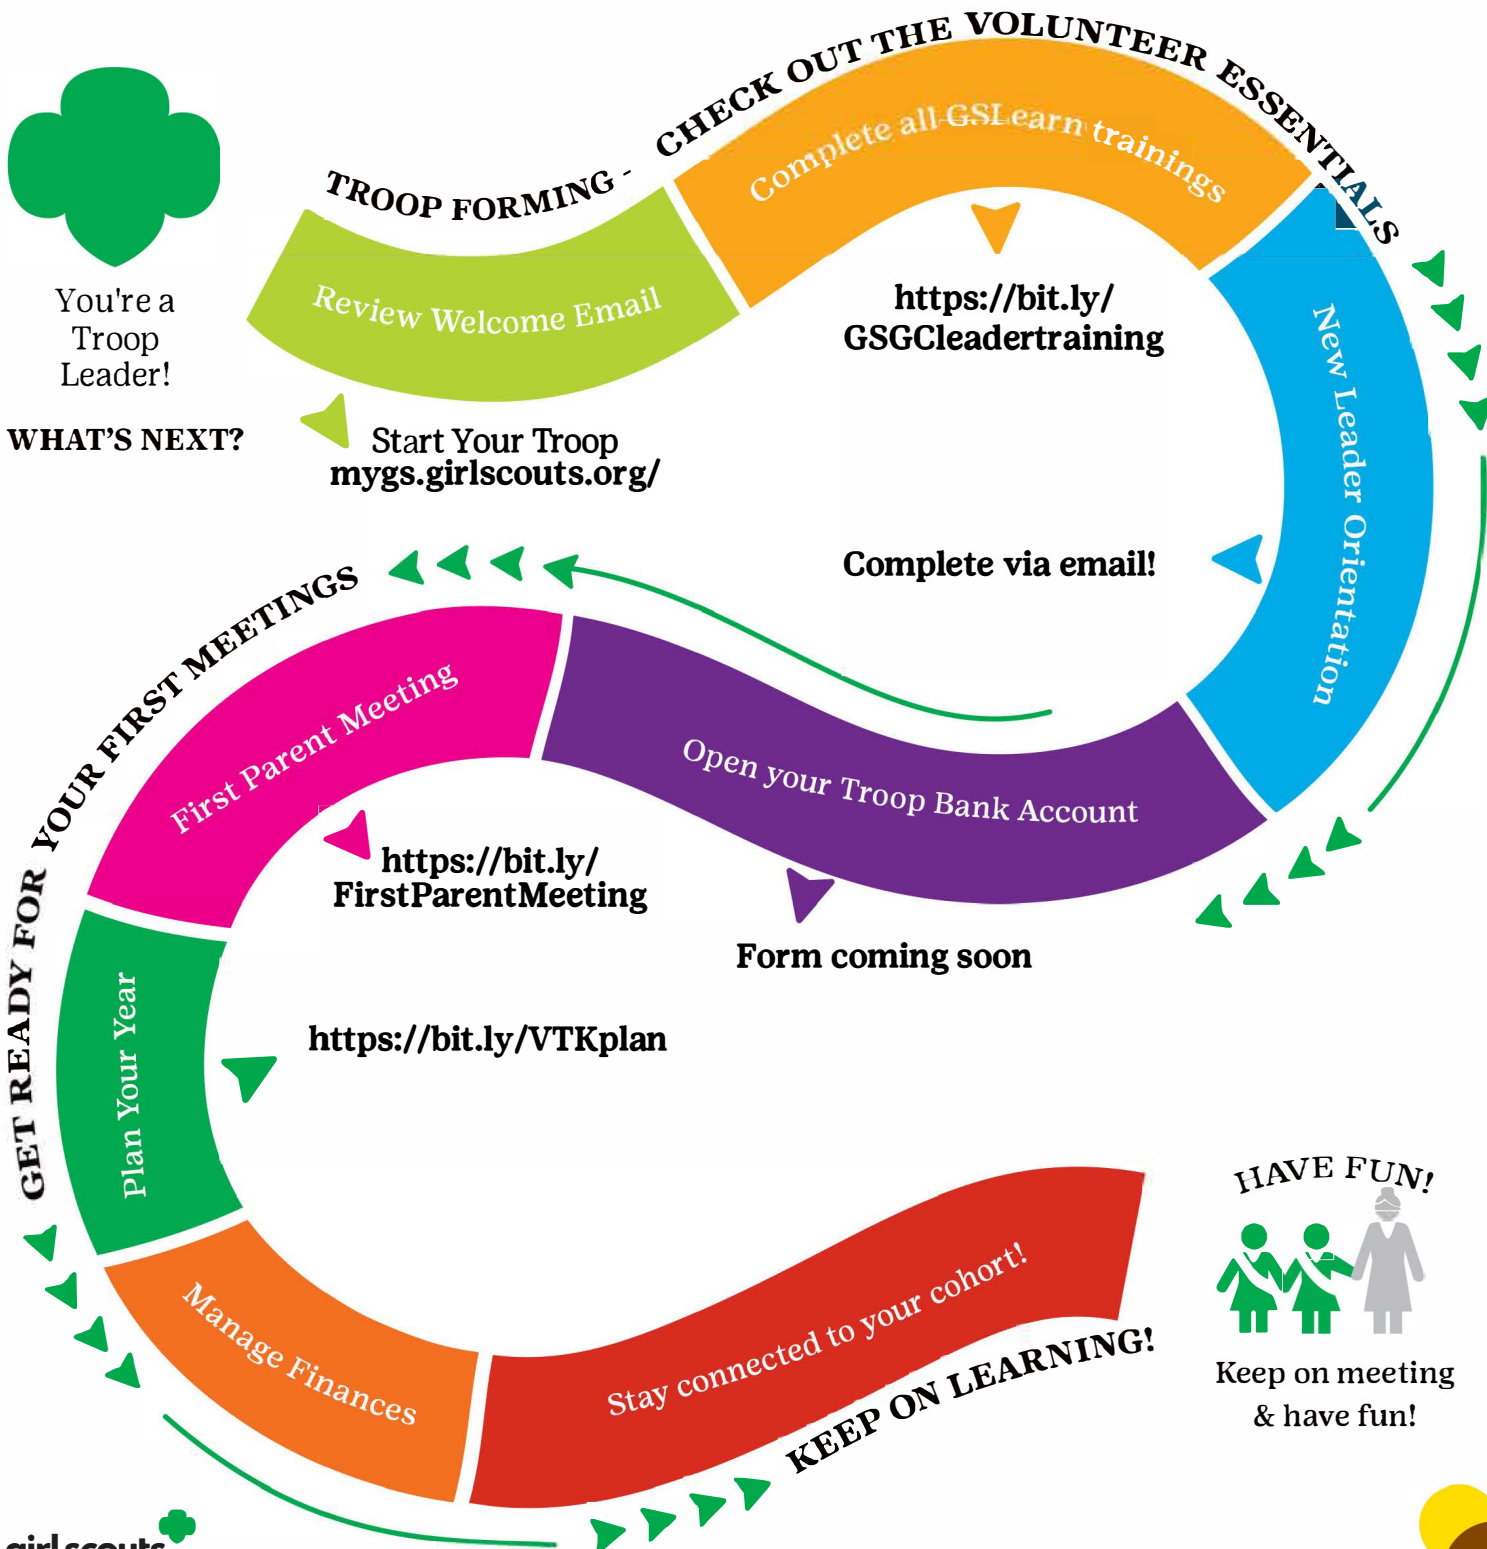 You're a
Troop
Leader!
WHAT'S NEXT?
TROOP FORMING -
CHECK OUT THE VOLUNTEER ESSENTIALS
Review Welcome Email
Start Your Troop
mygs.girlscouts.org/
Complete all GSLearn trainings
https://bit.ly/
GSGCleadertraining
New Leader Orientation
Complete via email!
Open your Troop Bank Account
Form coming soon
GET READY FOR YOUR FIRST MEETINGS
First Parent Meeting
https://bit.ly/
FirstParentMeeting
Plan Your Year
https://bit.ly/VTKplan
Manage Finances
Stay connected to your cohort!
KEEP ON LEARNING!
HAVE FUN!
Keep on meeting
& have fun!
girl scouts